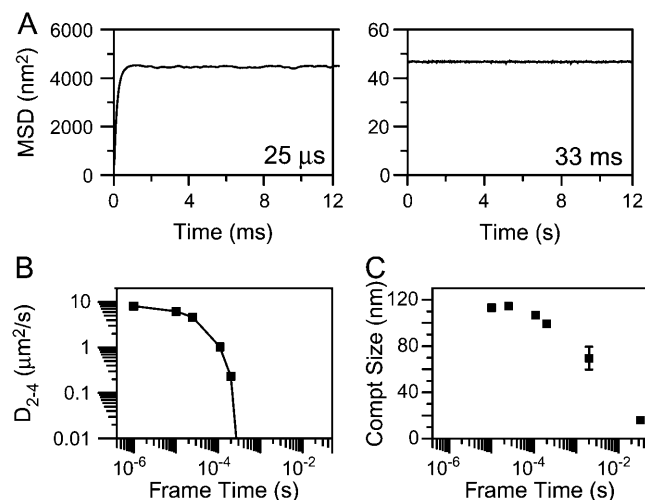 A
MSD (nm²)
6000
4000
2000
0
25 µs
0 4 8 12
Time (ms)
60
40
20
0
33 ms
0 4 8 12
Time (s)
B
D2-4 (µm²/s)
10
1
0.1
0.01
10-6 10-4 10-2
Frame Time (s)
C
Compt Size (nm)
120
80
40
0
10-6 10-4 10-2
Frame Time (s)